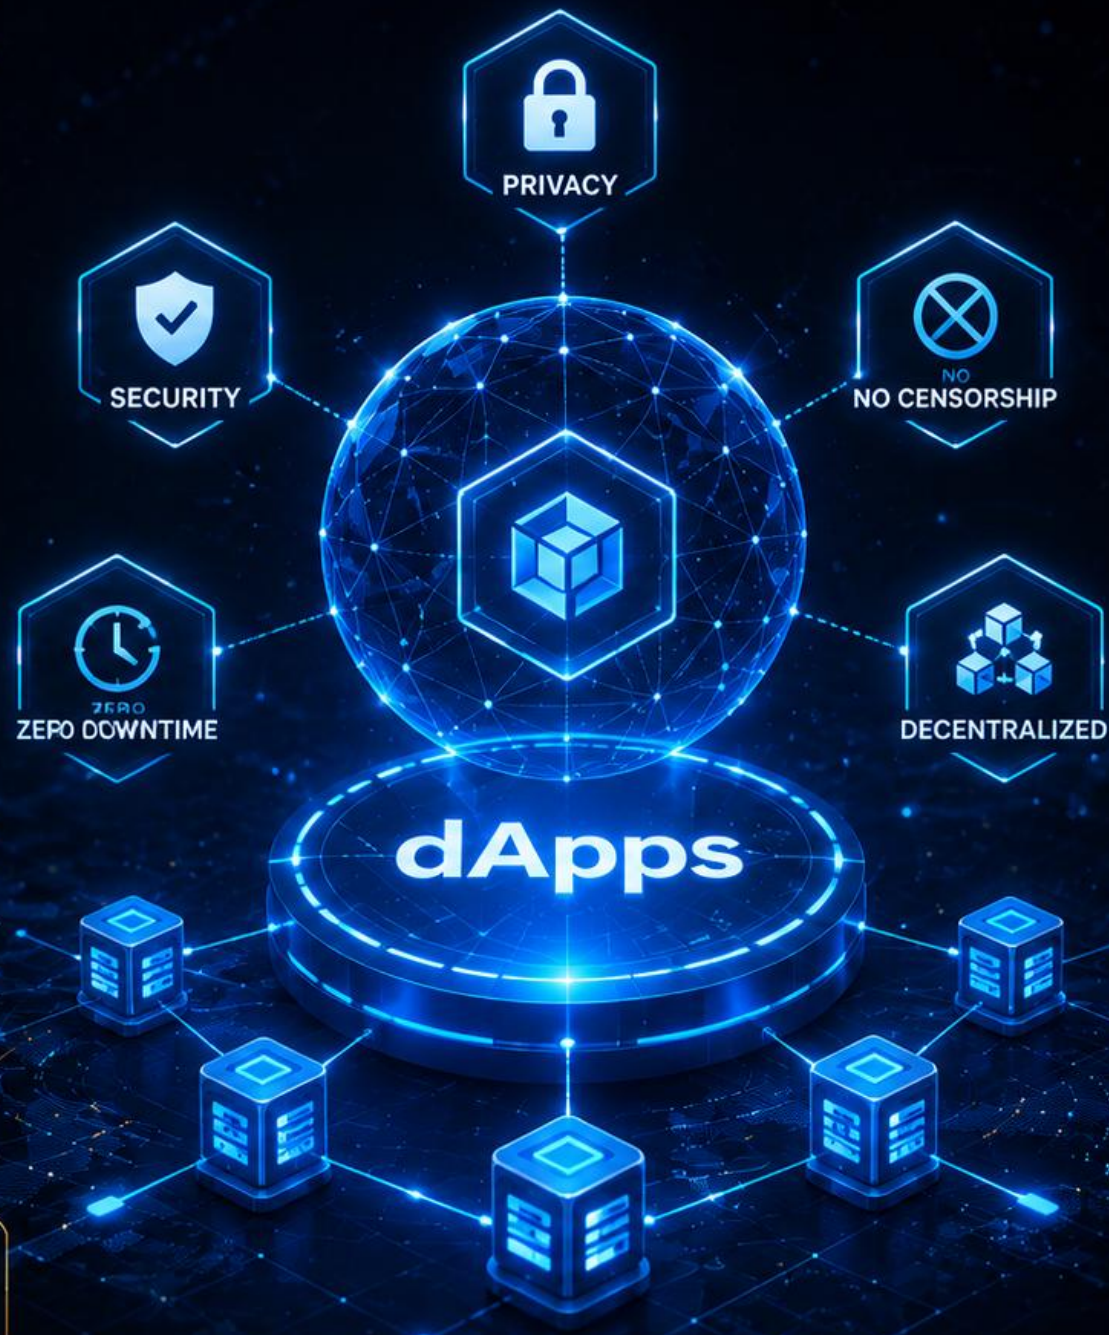 PRIVACY
SECURITY
NO
NO CENSORSHIP
ZERO
ZEPO DOWNTIME
DECENTRALIZED
dApps